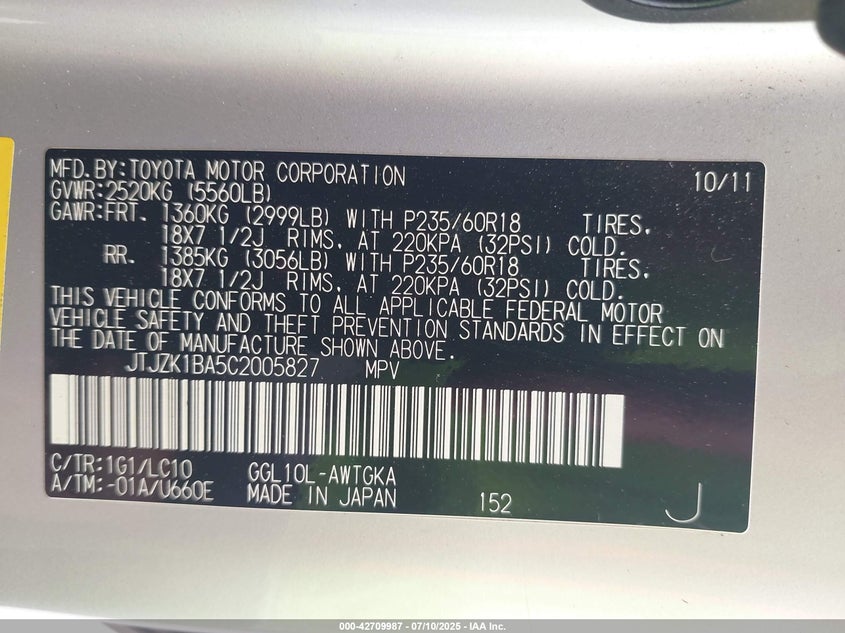 MFD.BY:TOYOTA MOTOR CORPORATION 10/11
GVWR:2520KG (5560LB)
GAWR:FRT. 1360KG (2999LB) WITH P235/60R18 TIRES,
18X7 1/2J RIMS, AT 220KPA (32PSI) COLD.
RR. 1385KG (3056LB) WITH P235/60R18 TIRES,
18X7 1/2J RIMS, AT 220KPA (32PSI) COLD.
THIS VEHICLE CONFORMS TO ALL APPLICABLE FEDERAL MOTOR
VEHICLE SAFETY AND THEFT PREVENTION STANDARDS IN EFFECT ON
THE DATE OF MANUFACTURE SHOWN ABOVE.
JTJZK1BA5C2005827 MPV
C/TR:1G1/LC10 GGL10L-AWTGKA
A/TM:-01A/U660E MADE IN JAPAN 152 J
000-42709987 - 07/10/2025 - IAA Inc.